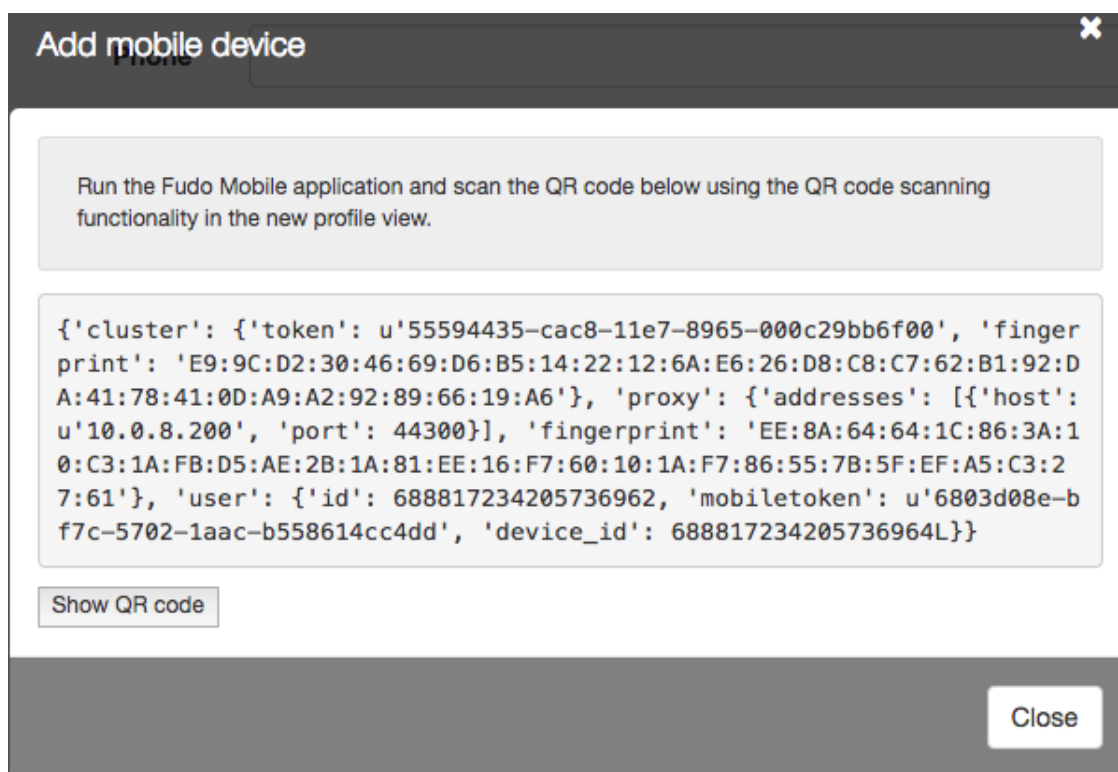 Add mobile device
Phone
Run the Fudo Mobile application and scan the QR code below using the QR code scanning
functionality in the new profile view.
{'cluster': {'token': u'55594435-cac8-11e7-8965-000c29bb6f00', 'finger
print': 'E9:9C:D2:30:46:69:D6:B5:14:22:12:6A:E6:26:D8:C8:C7:62:B1:92:D
A:41:78:41:0D:A9:A2:92:89:66:19:A6'}, 'proxy': {'addresses': [{'host':
u'10.0.8.200', 'port': 44300}], 'fingerprint': 'EE:8A:64:64:1C:86:3A:1
0:C3:1A:FB:D5:AE:2B:1A:81:EE:16:F7:60:10:1A:F7:86:55:7B:5F:EF:A5:C3:2
7:61'}, 'user': {'id': 688817234205736962, 'mobiletoken': u'6803d08e-b
f7c-5702-1aac-b558614cc4dd', 'device_id': 688817234205736964L}}
Show QR code
Close